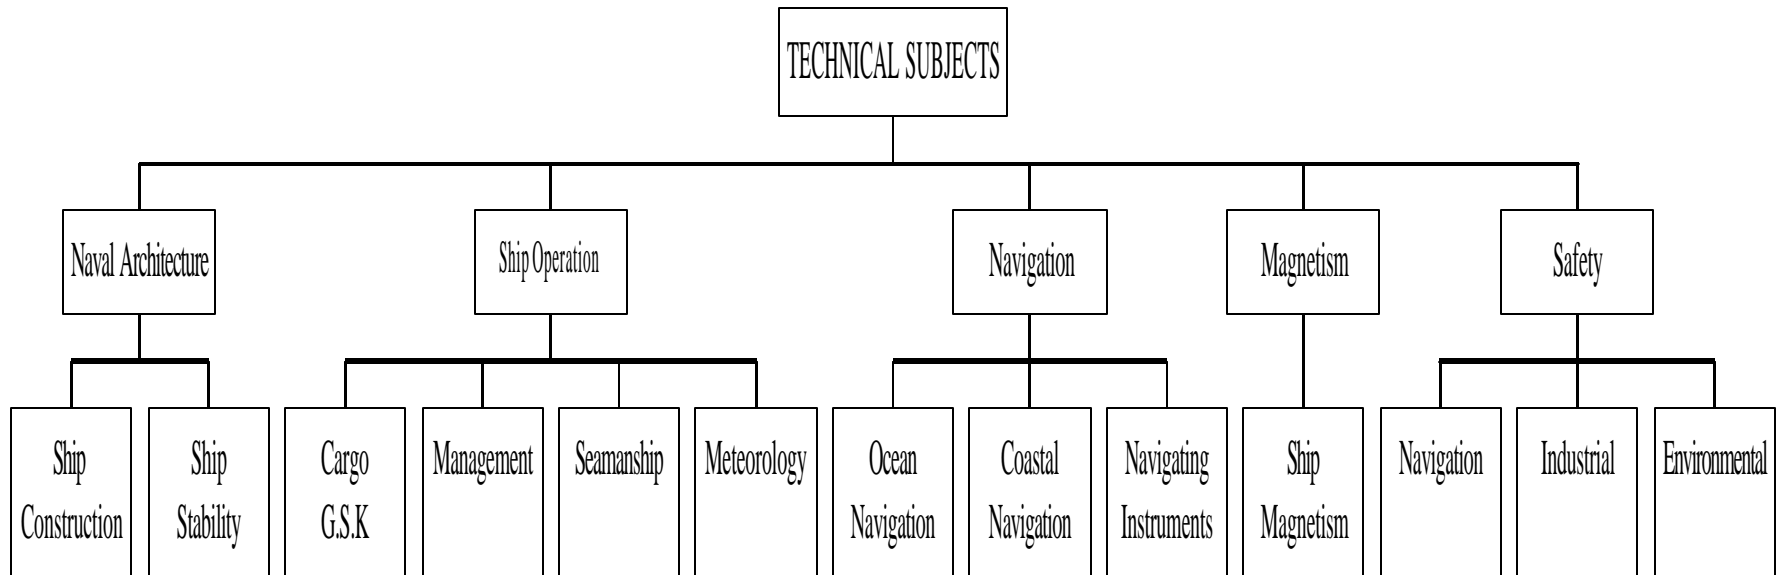 TECHNICAL SUBJECTS
Naval Architecture
Ship Operation
Navigation
Magnetism
Safety
Ship
Construction
Ship
Stability
Cargo
G.S.K
Management
Seamanship
Meteorology
Ocean
Navigation
Coastal
Navigation
Navigating
Instruments
Ship
Magnetism
Navigation
Industrial
Environmental